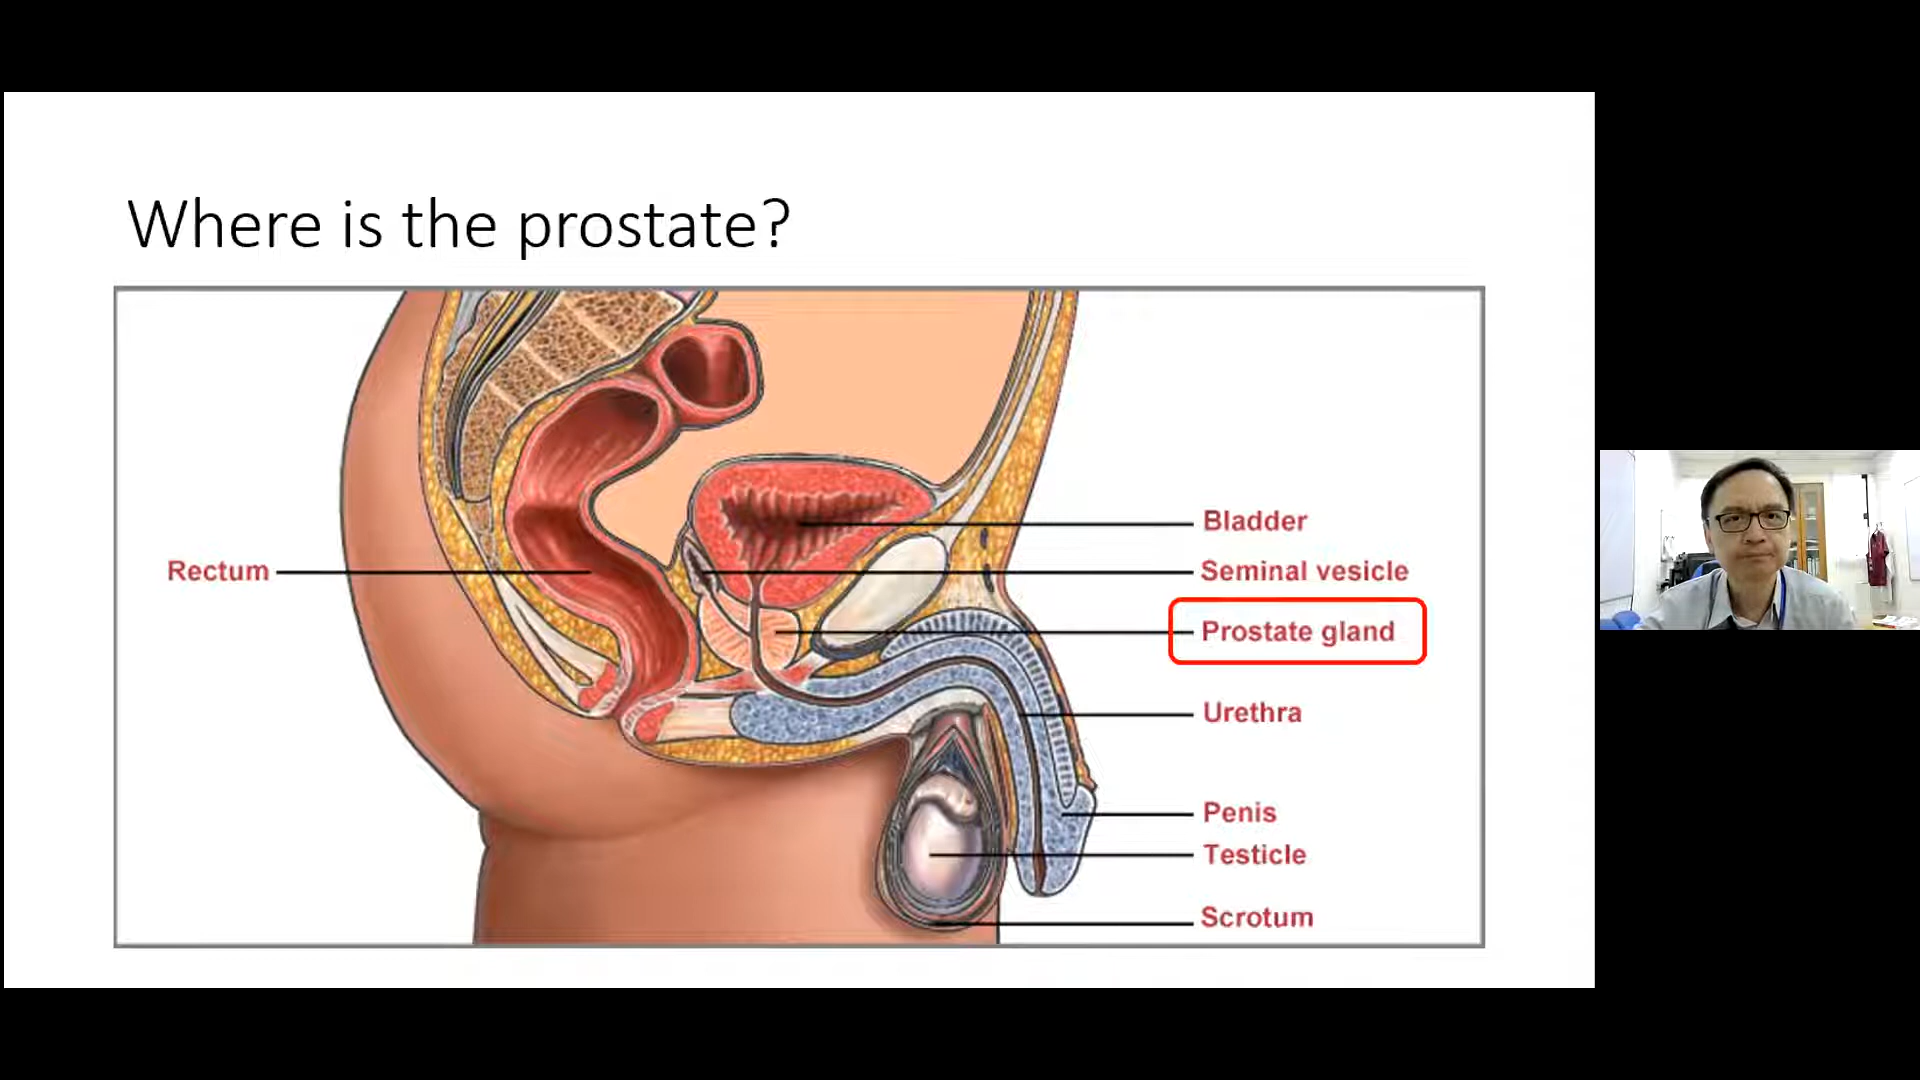 Where is the prostate?
Rectum
Bladder
Seminal vesicle
Prostate gland
Urethra
Penis
Testicle
Scrotum